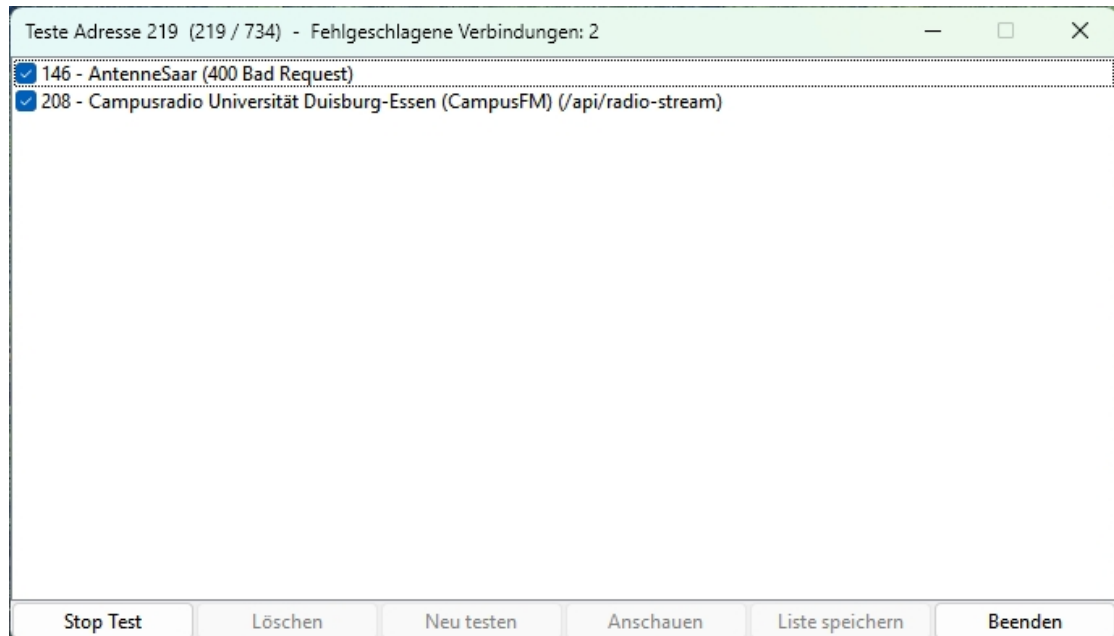 Teste Adresse 219 (219 / 734) - Fehlgeschlagene Verbindungen: 2
146 - AntenneSaar (400 Bad Request)
208 - Campusradio Universität Duisburg-Essen (CampusFM) (/api/radio-stream)
Stop Test Löschen Neu testen Anschauen Liste speichern Beenden